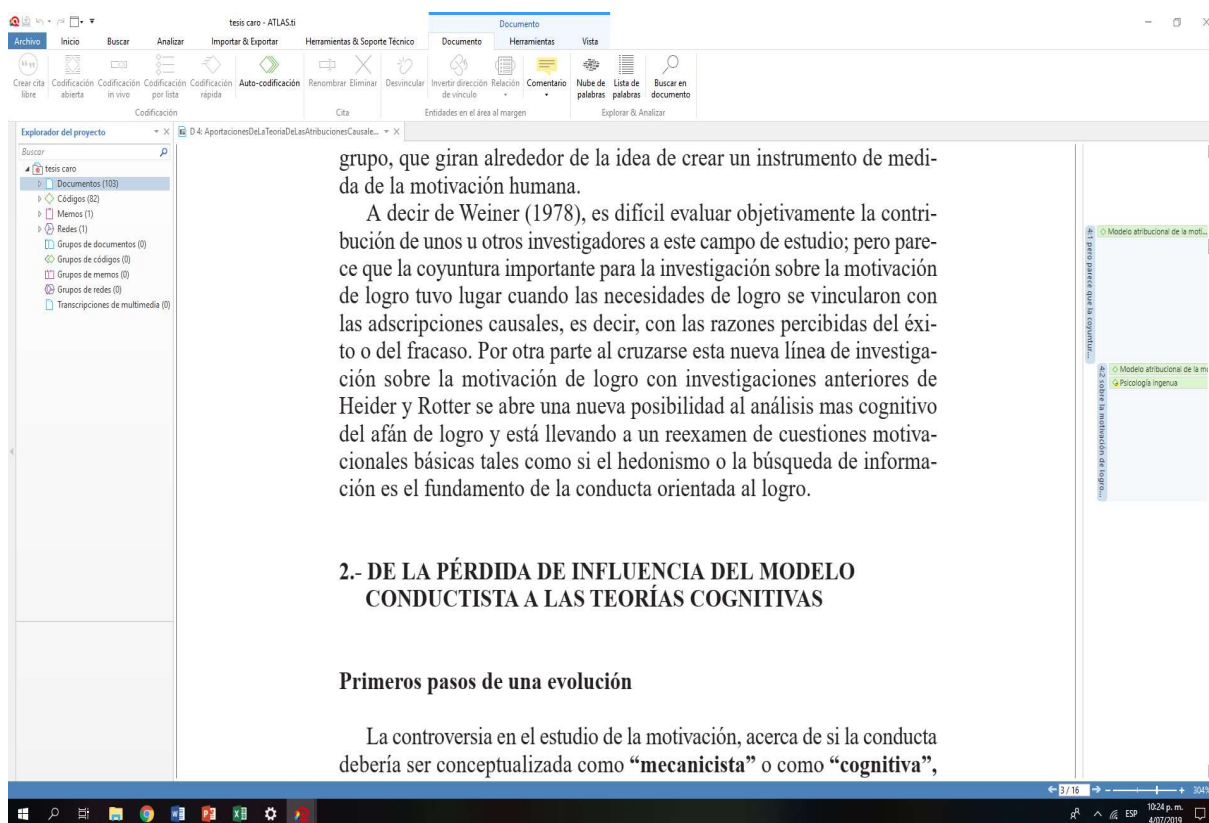 tesis caro - ATLAS.ti
Documento
Archivo Inicio Buscar Analizar Importar & Exportar Herramientas & Soporte Técnico Documento Herramientas Vista
Crear cita libre
Codificación abierta
Codificación in vivo
Codificación por lista
Codificación rápida
Auto-codificación
Renombrar
Eliminar
Desvincular
Invertir dirección de vínculo
Relación
Comentario
Nube de palabras
Lista de palabras
Buscar en documento
Codificación
Cita
Entidades en el área al margen
Explorar & Analizar
Explorador del proyecto
D 4: AportacionesDeLaTeoriaDeLasAtribucionesCausale...
Buscar
tesis caro
Documentos (103)
Códigos (82)
Memos (1)
Redes (1)
Grupos de documentos (0)
Grupos de códigos (0)
Grupos de memos (0)
Grupos de redes (0)
Transcripciones de multimedia (0)
grupo, que giran alrededor de la idea de crear un instrumento de medi-
da de la motivación humana.
A decir de Weiner (1978), es difícil evaluar objetivamente la contri-
bución de unos u otros investigadores a este campo de estudio; pero pare-
ce que la coyuntura importante para la investigación sobre la motivación
de logro tuvo lugar cuando las necesidades de logro se vincularon con
las adscripciones causales, es decir, con las razones percibidas del éxi-
to o del fracaso. Por otra parte al cruzarse esta nueva línea de investiga-
ción sobre la motivación de logro con investigaciones anteriores de
Heider y Rotter se abre una nueva posibilidad al análisis mas cognitivo
del afán de logro y está llevando a un reexamen de cuestiones motiva-
cionales básicas tales como si el hedonismo o la búsqueda de informa-
ción es el fundamento de la conducta orientada al logro.
2.- DE LA PÉRDIDA DE INFLUENCIA DEL MODELO
CONDUCTISTA A LAS TEORÍAS COGNITIVAS
Primeros pasos de una evolución
La controversia en el estudio de la motivación, acerca de si la conducta
debería ser conceptualizada como “mecanicista” o como “cognitiva”,
4:1 pero parece que la coyuntur...
Modelo atribucional de la moti...
4:2 sobre la motivación de logro...
Modelo atribucional de la mo
Psicología ingenua
3 / 16
304%
ESP
10:24 p. m.
4/07/2019